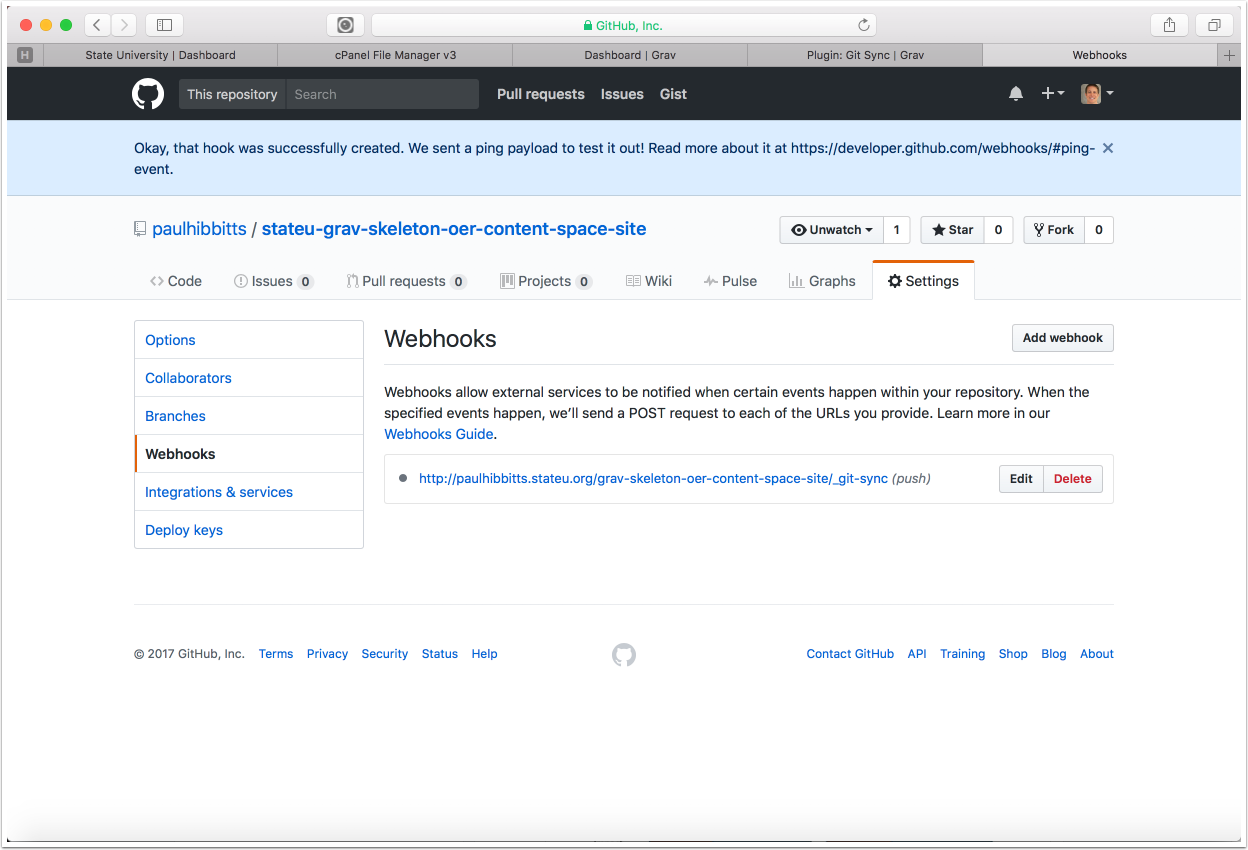 GitHub, Inc.
H
State University | Dashboard
cPanel File Manager v3
Dashboard | Grav
Plugin: Git Sync | Grav
Webhooks
This repository
Search
Pull requests
Issues
Gist
Okay, that hook was successfully created. We sent a ping payload to test it out! Read more about it at https://developer.github.com/webhooks/#ping-
event.
paulhibbitts / stateu-grav-skeleton-oer-content-space-site
Unwatch 1
Star 0
Fork 0
Code
Issues 0
Pull requests 0
Projects 0
Wiki
Pulse
Graphs
Settings
Options
Collaborators
Branches
Webhooks
Integrations & services
Deploy keys
Webhooks
Add webhook
Webhooks allow external services to be notified when certain events happen within your repository. When the
specified events happen, we’ll send a POST request to each of the URLs you provide. Learn more in our
Webhooks Guide.
http://paulhibbitts.stateu.org/grav-skeleton-oer-content-space-site/_git-sync (push)
Edit
Delete
© 2017 GitHub, Inc.
Terms
Privacy
Security
Status
Help
Contact GitHub
API
Training
Shop
Blog
About